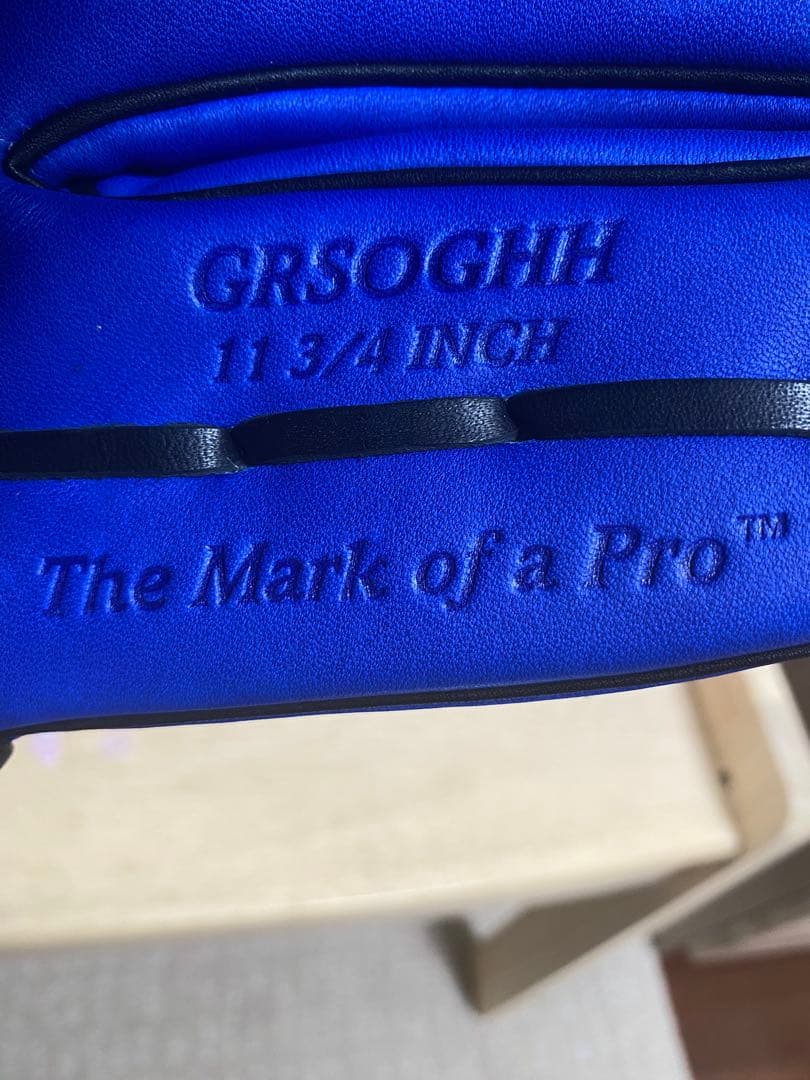 GRSOGHH
11 3/4 INCH
The Mark of a Pro™